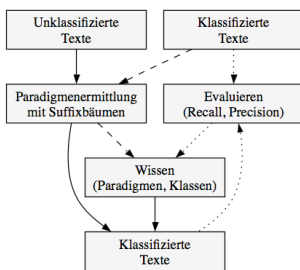 Unklassifizierte
Texte
Klassifizierte
Texte
Paradigmenermittlung
mit Suffixbäumen
Evaluieren
(Recall, Precision)
Wissen
(Paradigmen, Klassen)
Klassifizierte
Texte